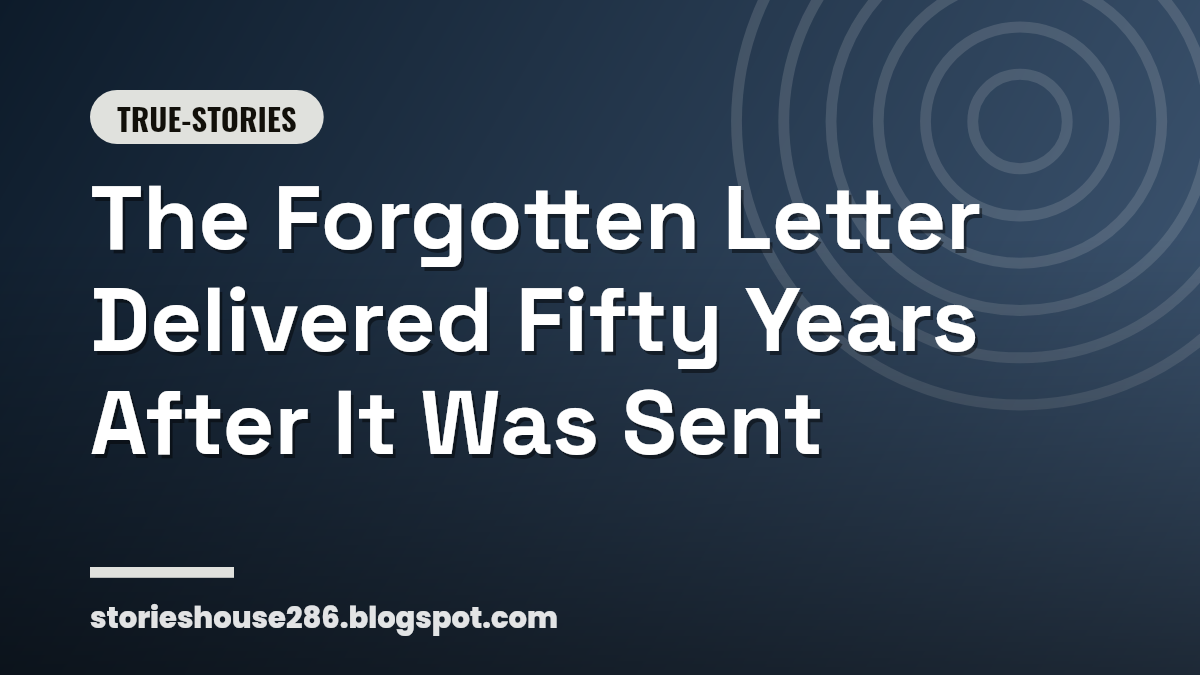 TRUE-STORIES
The Forgotten Letter
Delivered Fifty Years
After It Was Sent
storieshouse286.blogspot.com